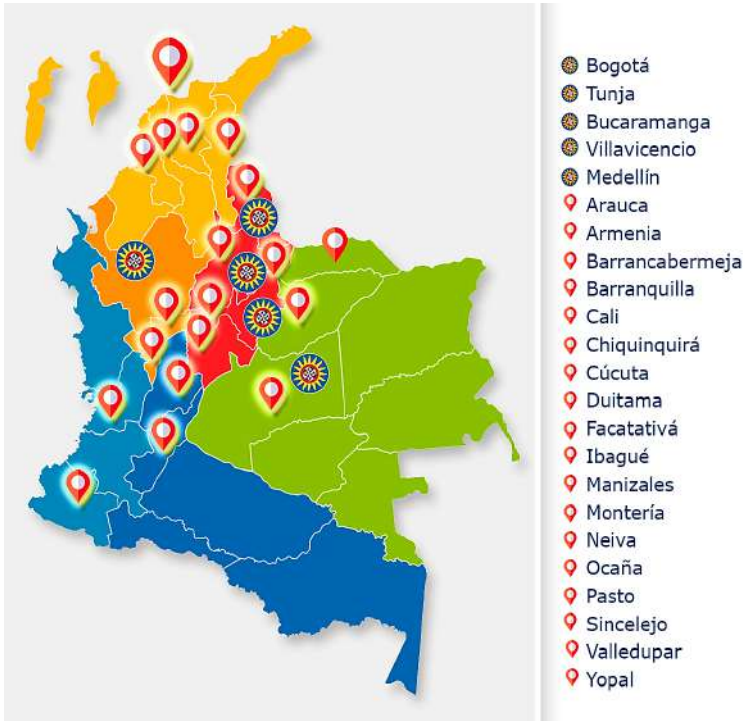 Bogotá
Tunja
Bucaramanga
Villavicencio
Medellín
Arauca
Armenia
Barrancabermeja
Barranquilla
Cali
Chiquinquirá
Cúcuta
Duitama
Facatativá
Ibagué
Manizales
Montería
Neiva
Ocaña
Pasto
Sincelejo
Valledupar
Yopal